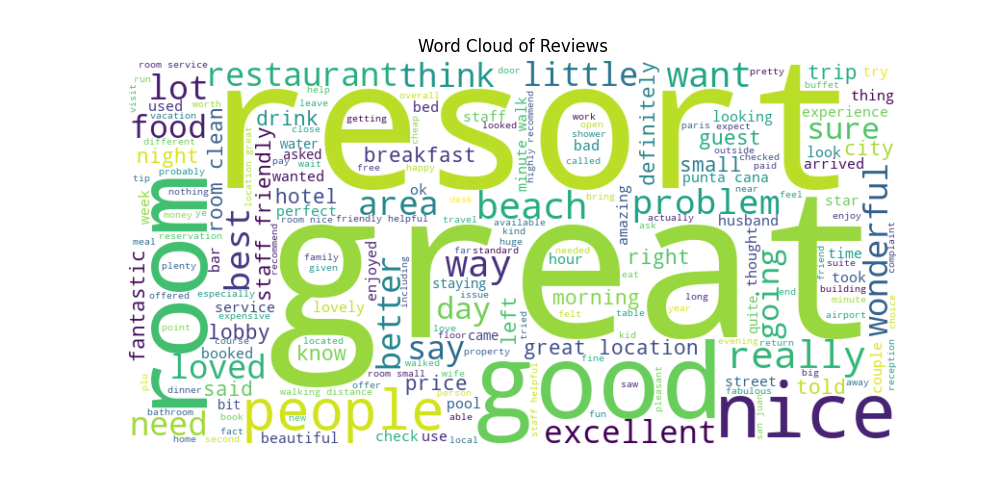 Word Cloud of Reviews
room service
restaurant
think
door
little
want
pretty
trip
try
run
lot
help
overall
buffet
thing
visit
worth
leave
cheap
resort
vacation
used
drink
getting
bed
staff
looked
work
open
definitely
looking
paris
expect
experience
food
different
close
water
shower
guest
outside
sure
city
night
probably
room clean
location great
asked
pay
wait
breakfast
free
happy
minute walk
highly recommend
bad
called
small
checked
paid
look
arrived
tip
nothing
wanted
hotel
ok
desk
bring
punta cana
near
feel
star
week
money
ye
best
staff friendly
perfect
area
beach
amazing
problem
enjoy
wonderful
complaint
room
reservation
bar
recommend
room nice
friendly helpful
travel
available
kind
actually
ask
husband
great
meal
plenty
family
given
enjoyed
including
far
standard
huge
needed
hour
right
thought
quite
going
friend
time
suite
took
building
fantastic
offered
especially
service
expensive
lovely
way
staying
issue
eat
morning
long
year
end
minute
airport
choice
point
lobby
course
located
better
day
love
floor
came
left
tried
felt
table
kid
evening
return
couple
reception
booked
know
say
walked
property
great location
fine
really
loved
walking distance
room small
offer
wife
price
person
good
staff helpful
saw
pleasant
street
fabulous
big
told
away
plu
dinner
said
need
bathroom
bit
book
people
new
pool
able
fun
san juan
nice
home
second
fact
beautiful
check
use
local
excellent